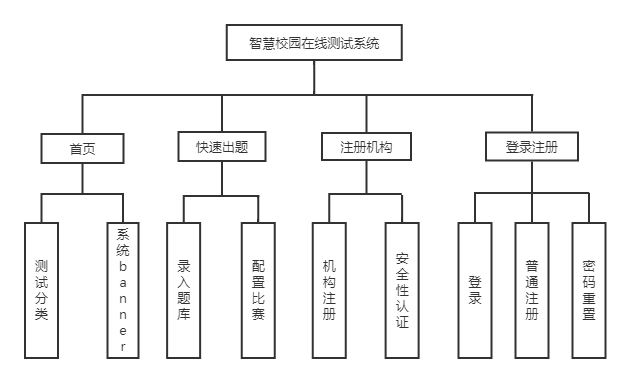 智慧校园在线测试系统
首页
快速出题
注册机构
登录注册
测试分类
系统banner
录入题库
配置比赛
机构注册
安全性认证
登录
普通注册
密码重置